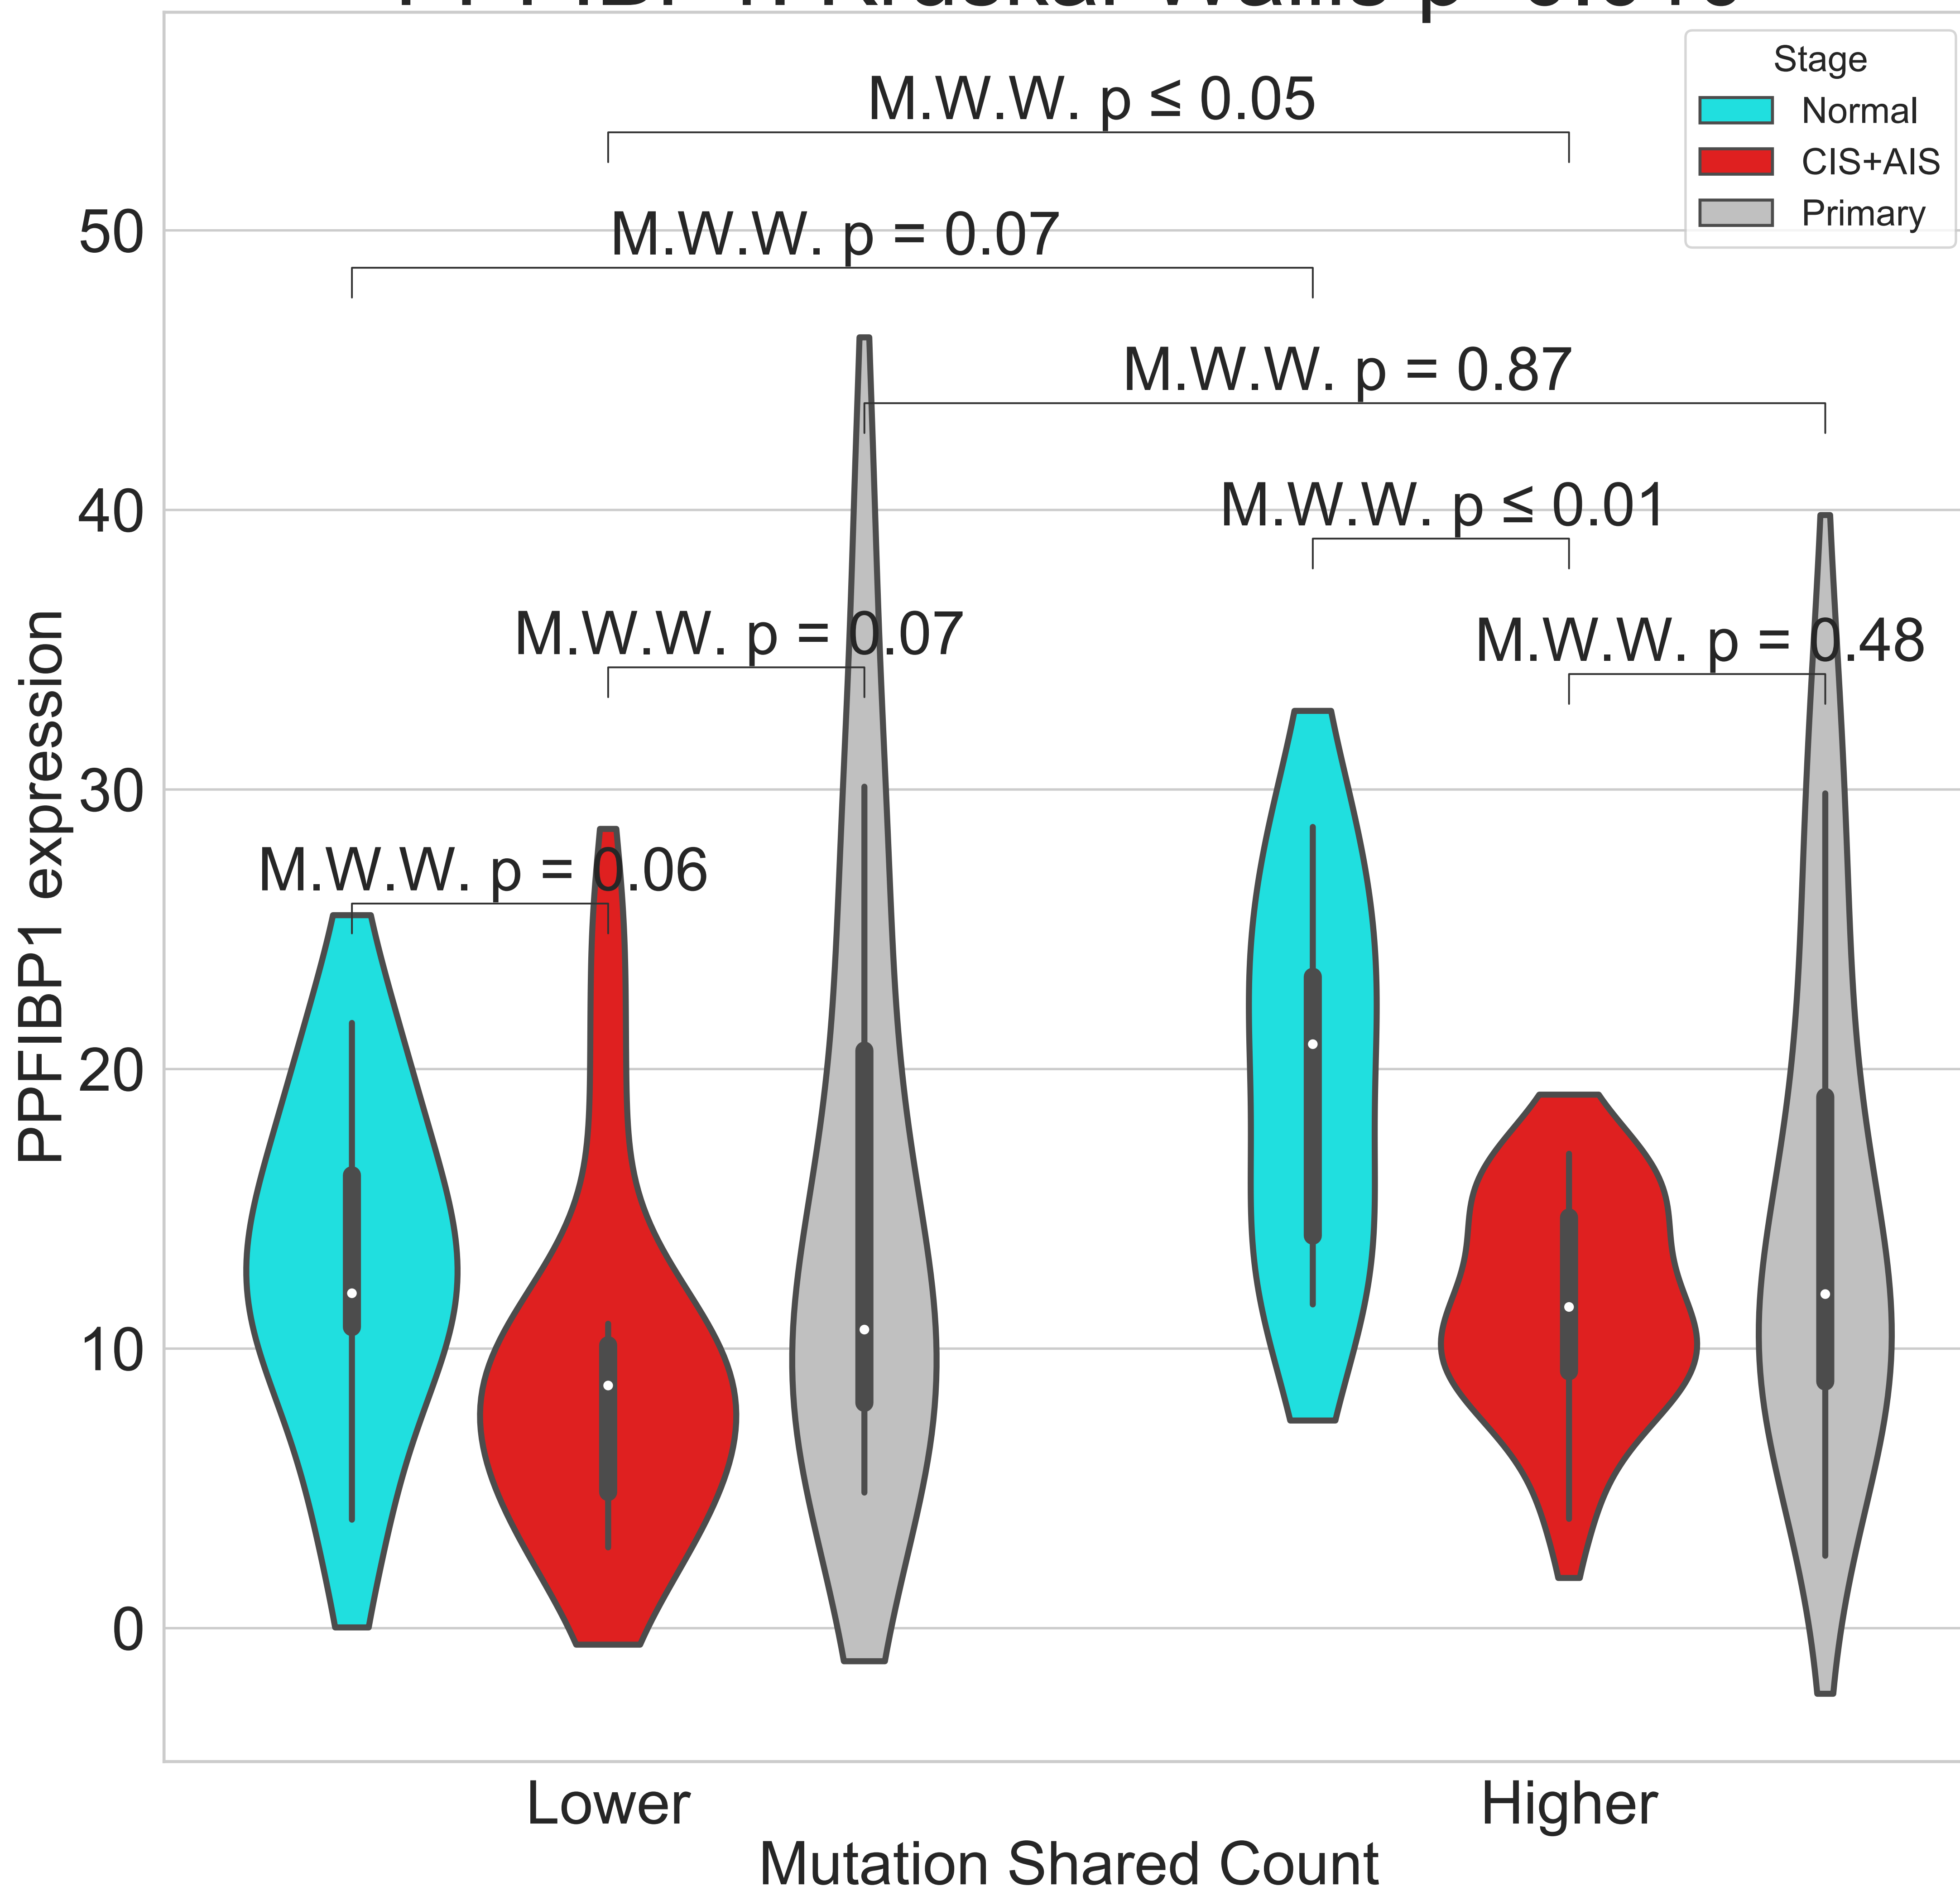 Stage
Normal
CIS+AIS
Primary
M.W.W. p ≤ 0.05
M.W.W. p = 0.07
M.W.W. p = 0.87
M.W.W. p ≤ 0.01
M.W.W. p = 0.07
M.W.W. p = 0.48
M.W.W. p = 0.06
50
40
30
20
10
0
PPFIBP1 expression
Lower
Higher
Mutation Shared Count